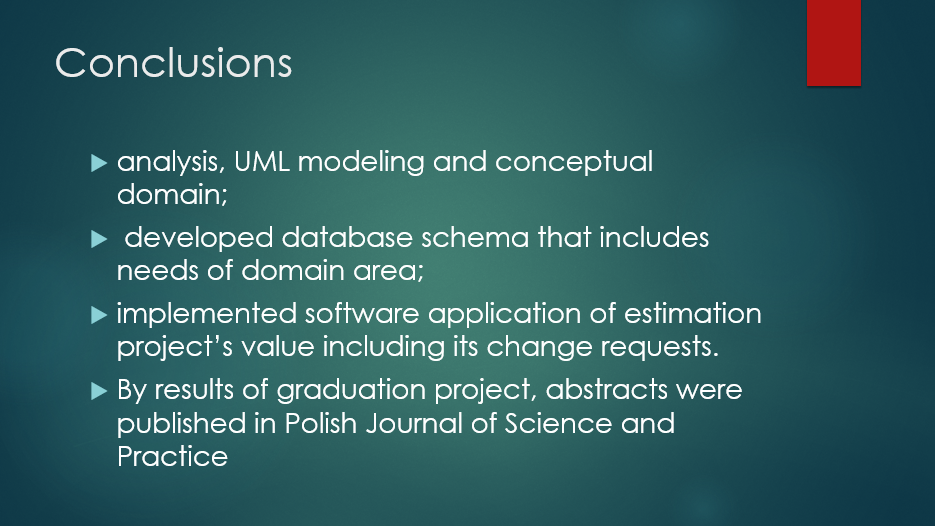 Conclusions
analysis, UML modeling and conceptual
domain;
developed database schema that includes
needs of domain area;
implemented software application of estimation
project's value including its change requests.
By results of graduation project, abstracts were
published in Polish Journal of Science and
Practice